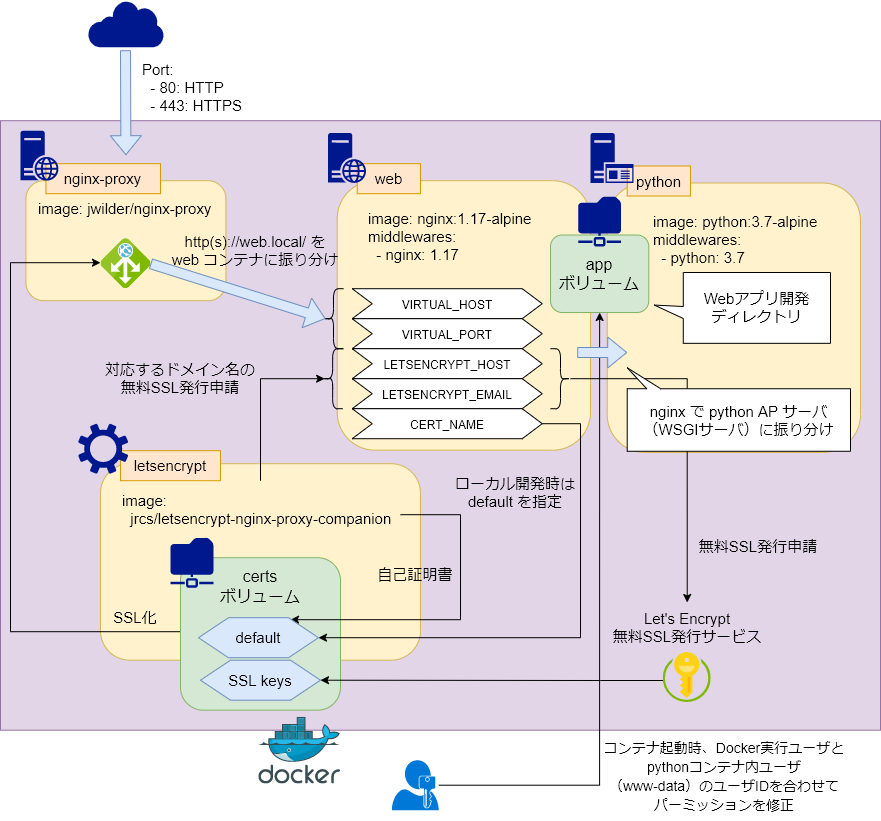 Port:
- 80: HTTP
- 443: HTTPS
nginx-proxy
image: jwilder/nginx-proxy
http(s)://web.local/ を
web コンテナに振り分け
web
image: nginx:1.17-alpine
middlewares:
- nginx: 1.17
VIRTUAL_HOST
VIRTUAL_PORT
LETSENCRYPT_HOST
LETSENCRYPT_EMAIL
CERT_NAME
python
image: python:3.7-alpine
middlewares:
- python: 3.7
app
ボリューム
Webアプリ開発
ディレクトリ
nginx で python AP サーバ
（WSGIサーバ）に振り分け
対応するドメイン名の
無料SSL発行申請
letsencrypt
image:
jrcs/letsencrypt-nginx-proxy-companion
ローカル開発時は
default を指定
自己証明書
certs
ボリューム
default
SSL keys
SSL化
無料SSL発行申請
Let's Encrypt
無料SSL発行サービス
docker
コンテナ起動時、Docker実行ユーザと
pythonコンテナ内ユーザ
（www-data）のユーザIDを合わせて
パーミッションを修正